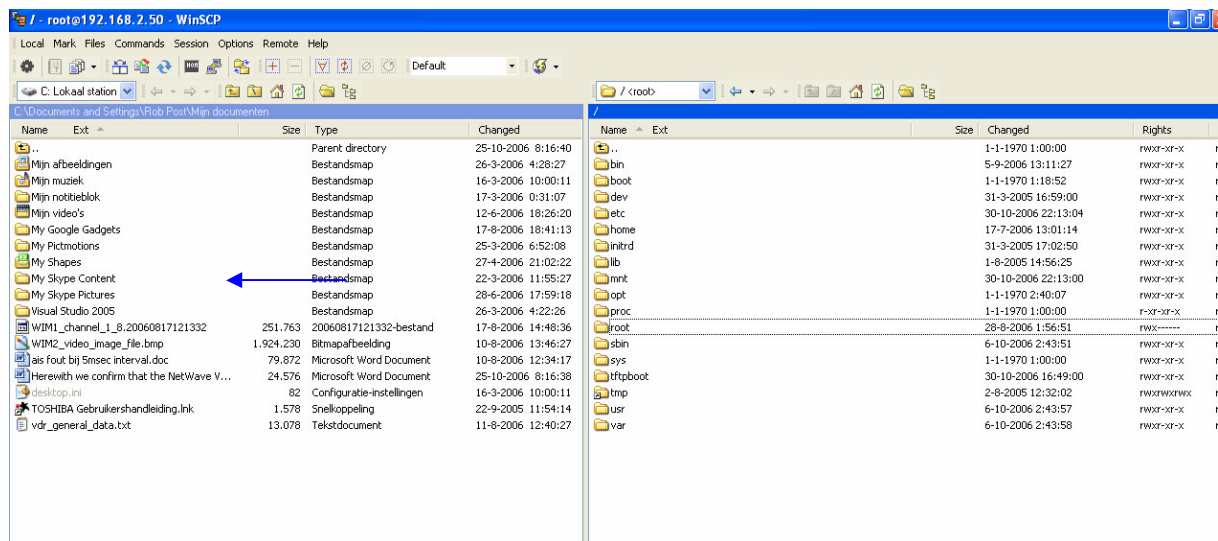 / - root@192.168.2.50 - WinSCP
Local Mark Files Commands Session Options Remote Help
Default
C: Lokaal station
/ <root>
C:\Documents and Settings\Rob Post\Mijn documenten
/
Name Ext Size Type Changed
Name Ext Size Changed Rights
.. Parent directory 25-10-2006 8:16:40
Mijn afbeeldingen Bestandsmap 26-3-2006 4:28:27
Mijn muziek Bestandsmap 16-3-2006 10:00:11
Mijn notitieblok Bestandsmap 17-3-2006 0:31:07
Mijn video's Bestandsmap 12-6-2006 18:26:20
My Google Gadgets Bestandsmap 17-8-2006 18:41:13
My Pictmotions Bestandsmap 25-3-2006 6:52:08
My Shapes Bestandsmap 27-4-2006 21:02:22
My Skype Content Bestandsmap 22-3-2006 11:55:27
My Skype Pictures Bestandsmap 28-6-2006 17:59:18
Visual Studio 2005 Bestandsmap 26-3-2006 4:22:26
WIM1_channel_1_8.20060817121332 251.763 20060817121332-bestand 17-8-2006 14:48:36
WIM2_video_image_file.bmp 1.924.230 Bitmapafbeelding 10-8-2006 13:46:27
ais fout bij 5msec interval.doc 79.872 Microsoft Word Document 10-8-2006 12:34:17
Herewith we confirm that the NetWave V... 24.576 Microsoft Word Document 25-10-2006 8:16:38
desktop.ini 82 Configuratie-instellingen 16-3-2006 10:00:11
TOSHIBA Gebruikershandleiding.lnk 1.578 Snelkoppeling 22-9-2005 11:54:14
vdr_general_data.txt 13.078 Tekstdocument 11-8-2006 12:40:27
.. 1-1-1970 1:00:00 rwxr-xr-x r
bin 5-9-2006 13:11:27 rwxr-xr-x r
boot 1-1-1970 1:18:52 rwxr-xr-x r
dev 31-3-2005 16:59:00 rwxr-xr-x r
etc 30-10-2006 22:13:04 rwxr-xr-x r
home 17-7-2006 13:01:14 rwxr-xr-x r
initrd 31-3-2005 17:02:50 rwxr-xr-x r
lib 1-8-2005 14:56:25 rwxr-xr-x r
mnt 30-10-2006 22:13:00 rwxr-xr-x r
opt 1-1-1970 2:40:07 rwxr-xr-x r
proc 1-1-1970 1:00:00 r-xr-xr-x r
root 28-8-2006 1:56:51 rwx------ r
sbin 6-10-2006 2:43:51 rwxr-xr-x r
sys 1-1-1970 1:00:00 rwxr-xr-x r
tftpboot 30-10-2006 16:49:00 rwxr-xr-x r
tmp 2-8-2005 12:32:02 rwxrwxrwx r
usr 6-10-2006 2:43:57 rwxr-xr-x r
var 6-10-2006 2:43:58 rwxr-xr-x r